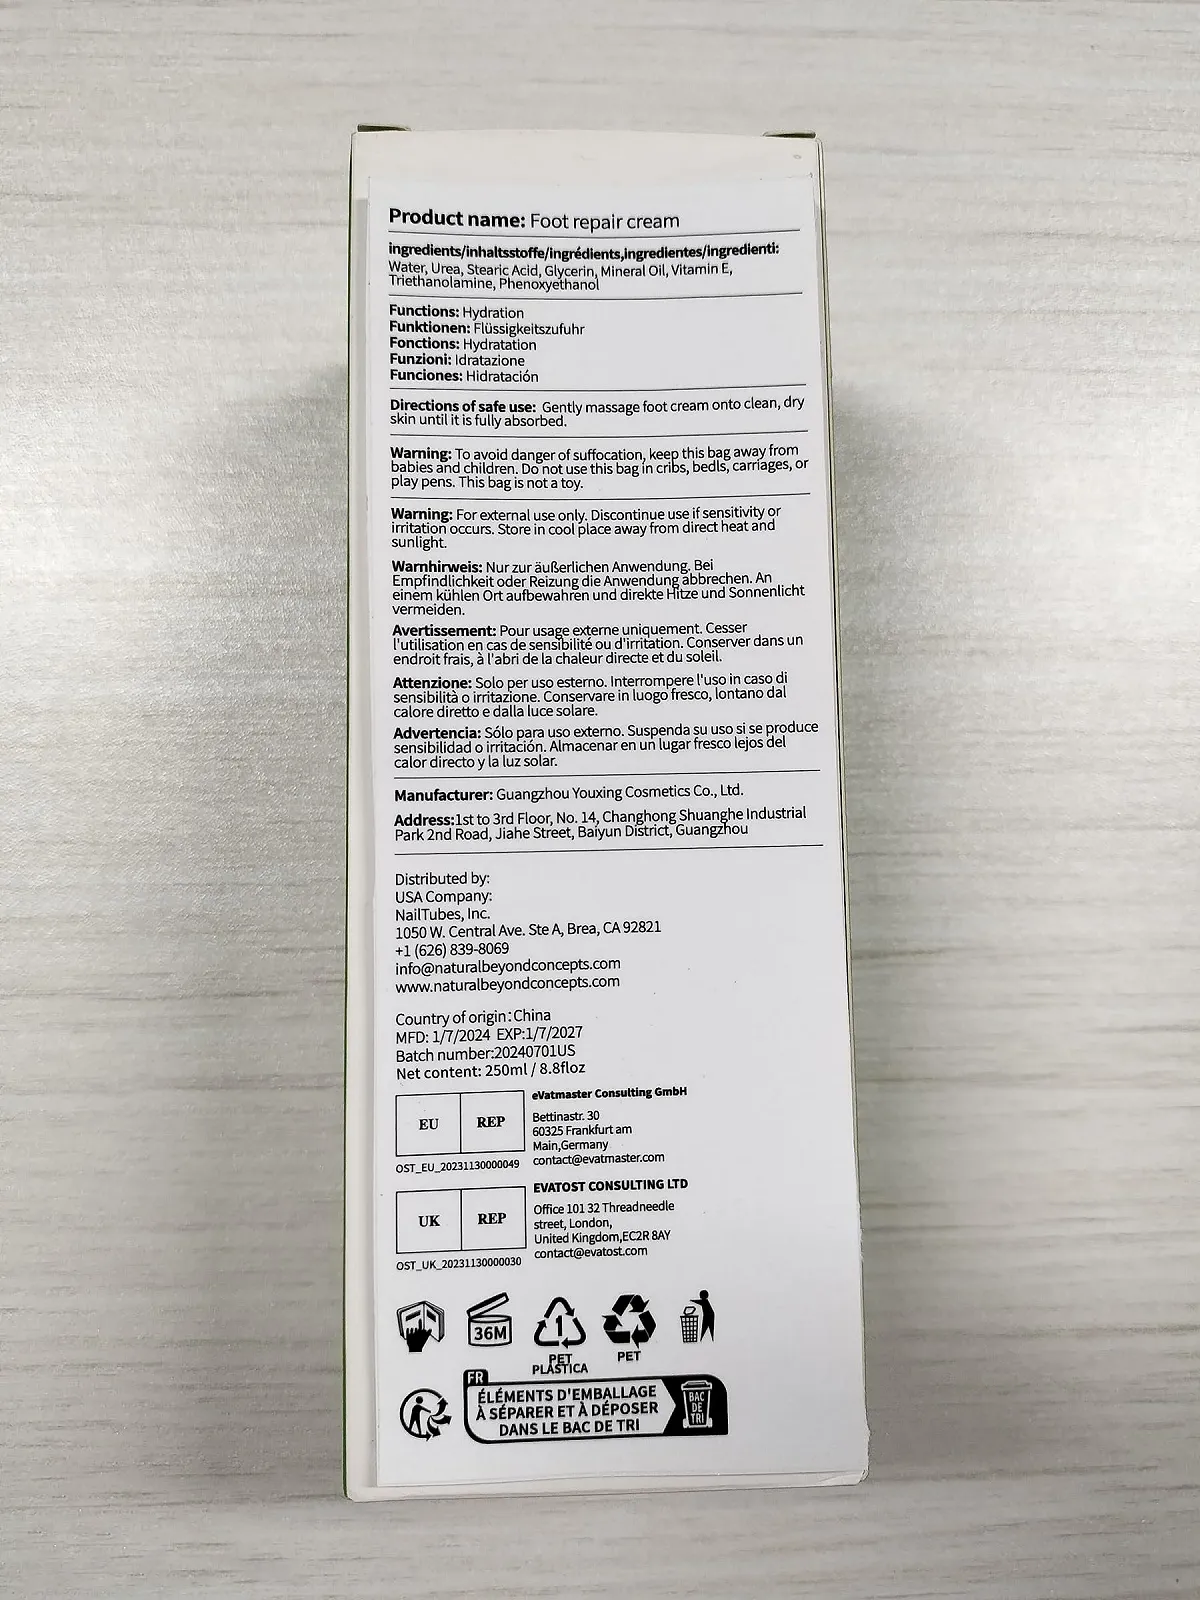 Product name: Foot repair cream
ingredients/inhaltsstoffe/ingrédients,ingredientes/ingredienti:
Water, Urea, Stearic Acid, Glycerin, Mineral Oil, Vitamin E,
Triethanolamine, Phenoxyethanol
Functions: Hydration
Funktionen: Flüssigkeitszufuhr
Fonctions: Hydratation
Funzioni: Idratazione
Funciones: Hidratación
Directions of safe use: Gently massage foot cream onto clean, dry
skin until it is fully absorbed.
Warning: To avoid danger of suffocation, keep this bag away from
babies and children. Do not use this bag in cribs, bedls, carriages, or
play pens. This bag is not a toy.
Warning: For external use only. Discontinue use if sensitivity or
irritation occurs. Store in cool place away from direct heat and
sunlight.
Warnhirweis: Nur zur äußerlichen Anwendung. Bei
Empfindlichkeit oder Reizung die Anwendung abbrechen. An
einem kühlen Ort aufbewahren und direkte Hitze und Sonnenlicht
vermeiden.
Avertissement: Pour usage externe uniquement. Cesser
l'utilisation en cas de sensibilité ou d'irritation. Conserver dans un
endroit frais, à l'abri de la chaleur directe et du soleil.
Attenzione: Solo per uso esterno. Interrompere l'uso in caso di
sensibilità o irritazione. Conservare in luogo fresco, lontano dal
calore diretto e dalla luce solare.
Advertencia: Sólo para uso externo. Suspenda su uso si se produce
sensibilidad o irritación. Almacenar en un lugar fresco lejos del
calor directo y la luz solar.
Manufacturer: Guangzhou Youxing Cosmetics Co., Ltd.
Address:1st to 3rd Floor, No. 14, Changhong Shuanghe Industrial
Park 2nd Road, Jiahe Street, Baiyun District, Guangzhou
Distributed by:
USA Company:
NailTubes, Inc.
1050 W. Central Ave. Ste A, Brea, CA 92821
+1 (626) 839-8069
info@naturalbeyondconcepts.com
www.naturalbeyondconcepts.com
Country of origin:China
MFD: 1/7/2024 EXP:1/7/2027
Batch number:20240701US
Net content: 250ml / 8.8floz
EU REP
OST_EU_20231130000049
eVatmaster Consulting GmbH
Bettinastr. 30
60325 Frankfurt am
Main,Germany
contact@evatmaster.com
UK REP
OST_UK_20231130000030
EVATOST CONSULTING LTD
Office 101 32 Threadneedle
street, London,
United Kingdom,EC2R 8AY
contact@evatost.com
36M
1
PET
PLÁSTICA
PET
FR
ÉLÉMENTS D'EMBALLAGE
À SÉPARER ET À DÉPOSER
DANS LE BAC DE TRI
BAC
DE
TRI